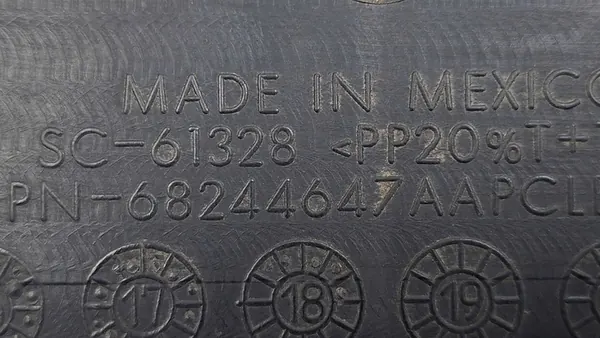 MADE IN MEXICO
SC-61328 <PP20%T+
PN-68244647AAPCL
17 18 19